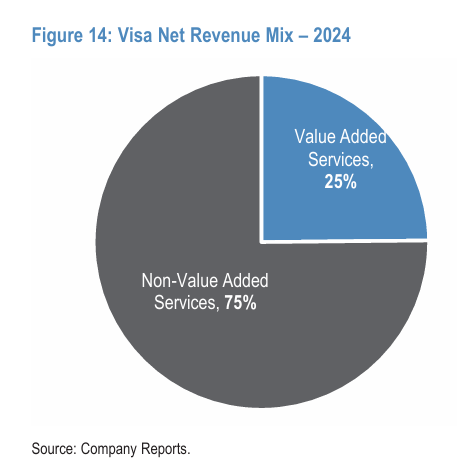 Figure 14: Visa Net Revenue Mix – 2024
Value Added
Services,
25%
Non-Value Added
Services, 75%
Source: Company Reports.